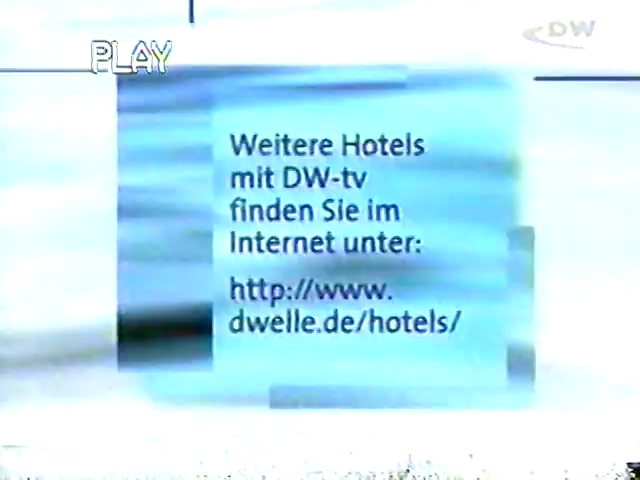 DW
PLAY
Weitere Hotels
mit DW-tv
finden Sie im
Internet unter:
http://www.
dwelle.de/hotels/